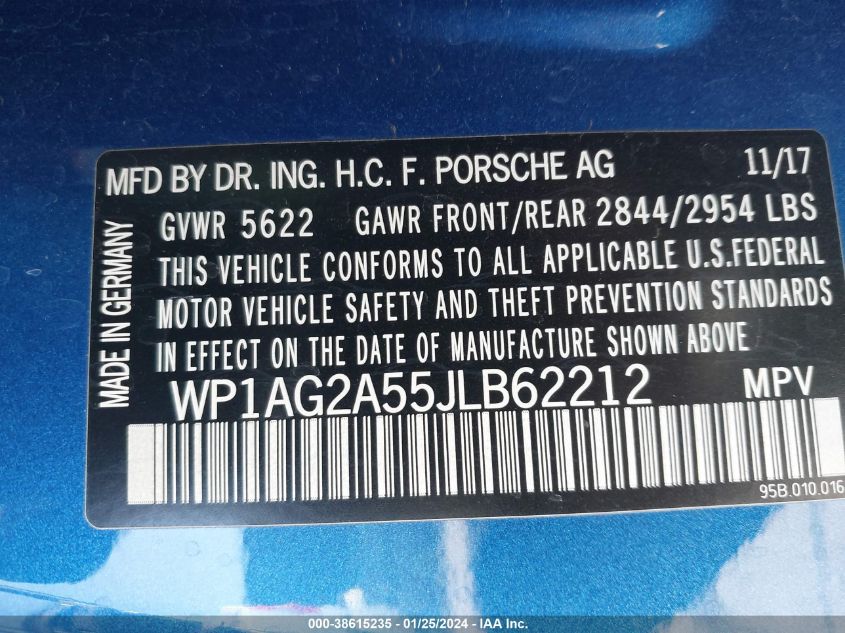 MFD BY DR. ING. H.C. F. PORSCHE AG 11/17
GVWR 5622 GAWR FRONT/REAR 2844/2954 LBS
THIS VEHICLE CONFORMS TO ALL APPLICABLE U.S.FEDERAL
MOTOR VEHICLE SAFETY AND THEFT PREVENTION STANDARDS
IN EFFECT ON THE DATE OF MANUFACTURE SHOWN ABOVE
MADE IN GERMANY
WP1AG2A55JLB62212 MPV
95B.010.016
000-38615235 - 01/25/2024 - IAA Inc.